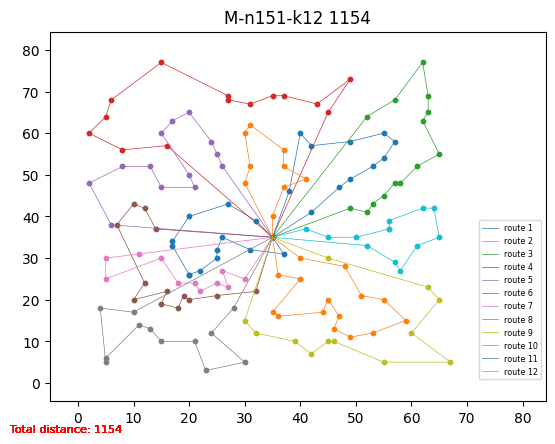 M-n151-k12 1154
80
70
60
50
40
30
20
10
0
0 10 20 30 40 50 60 70 80
route 1
route 2
route 3
route 4
route 5
route 6
route 7
route 8
route 9
route 10
route 11
route 12
Total distance: 1154